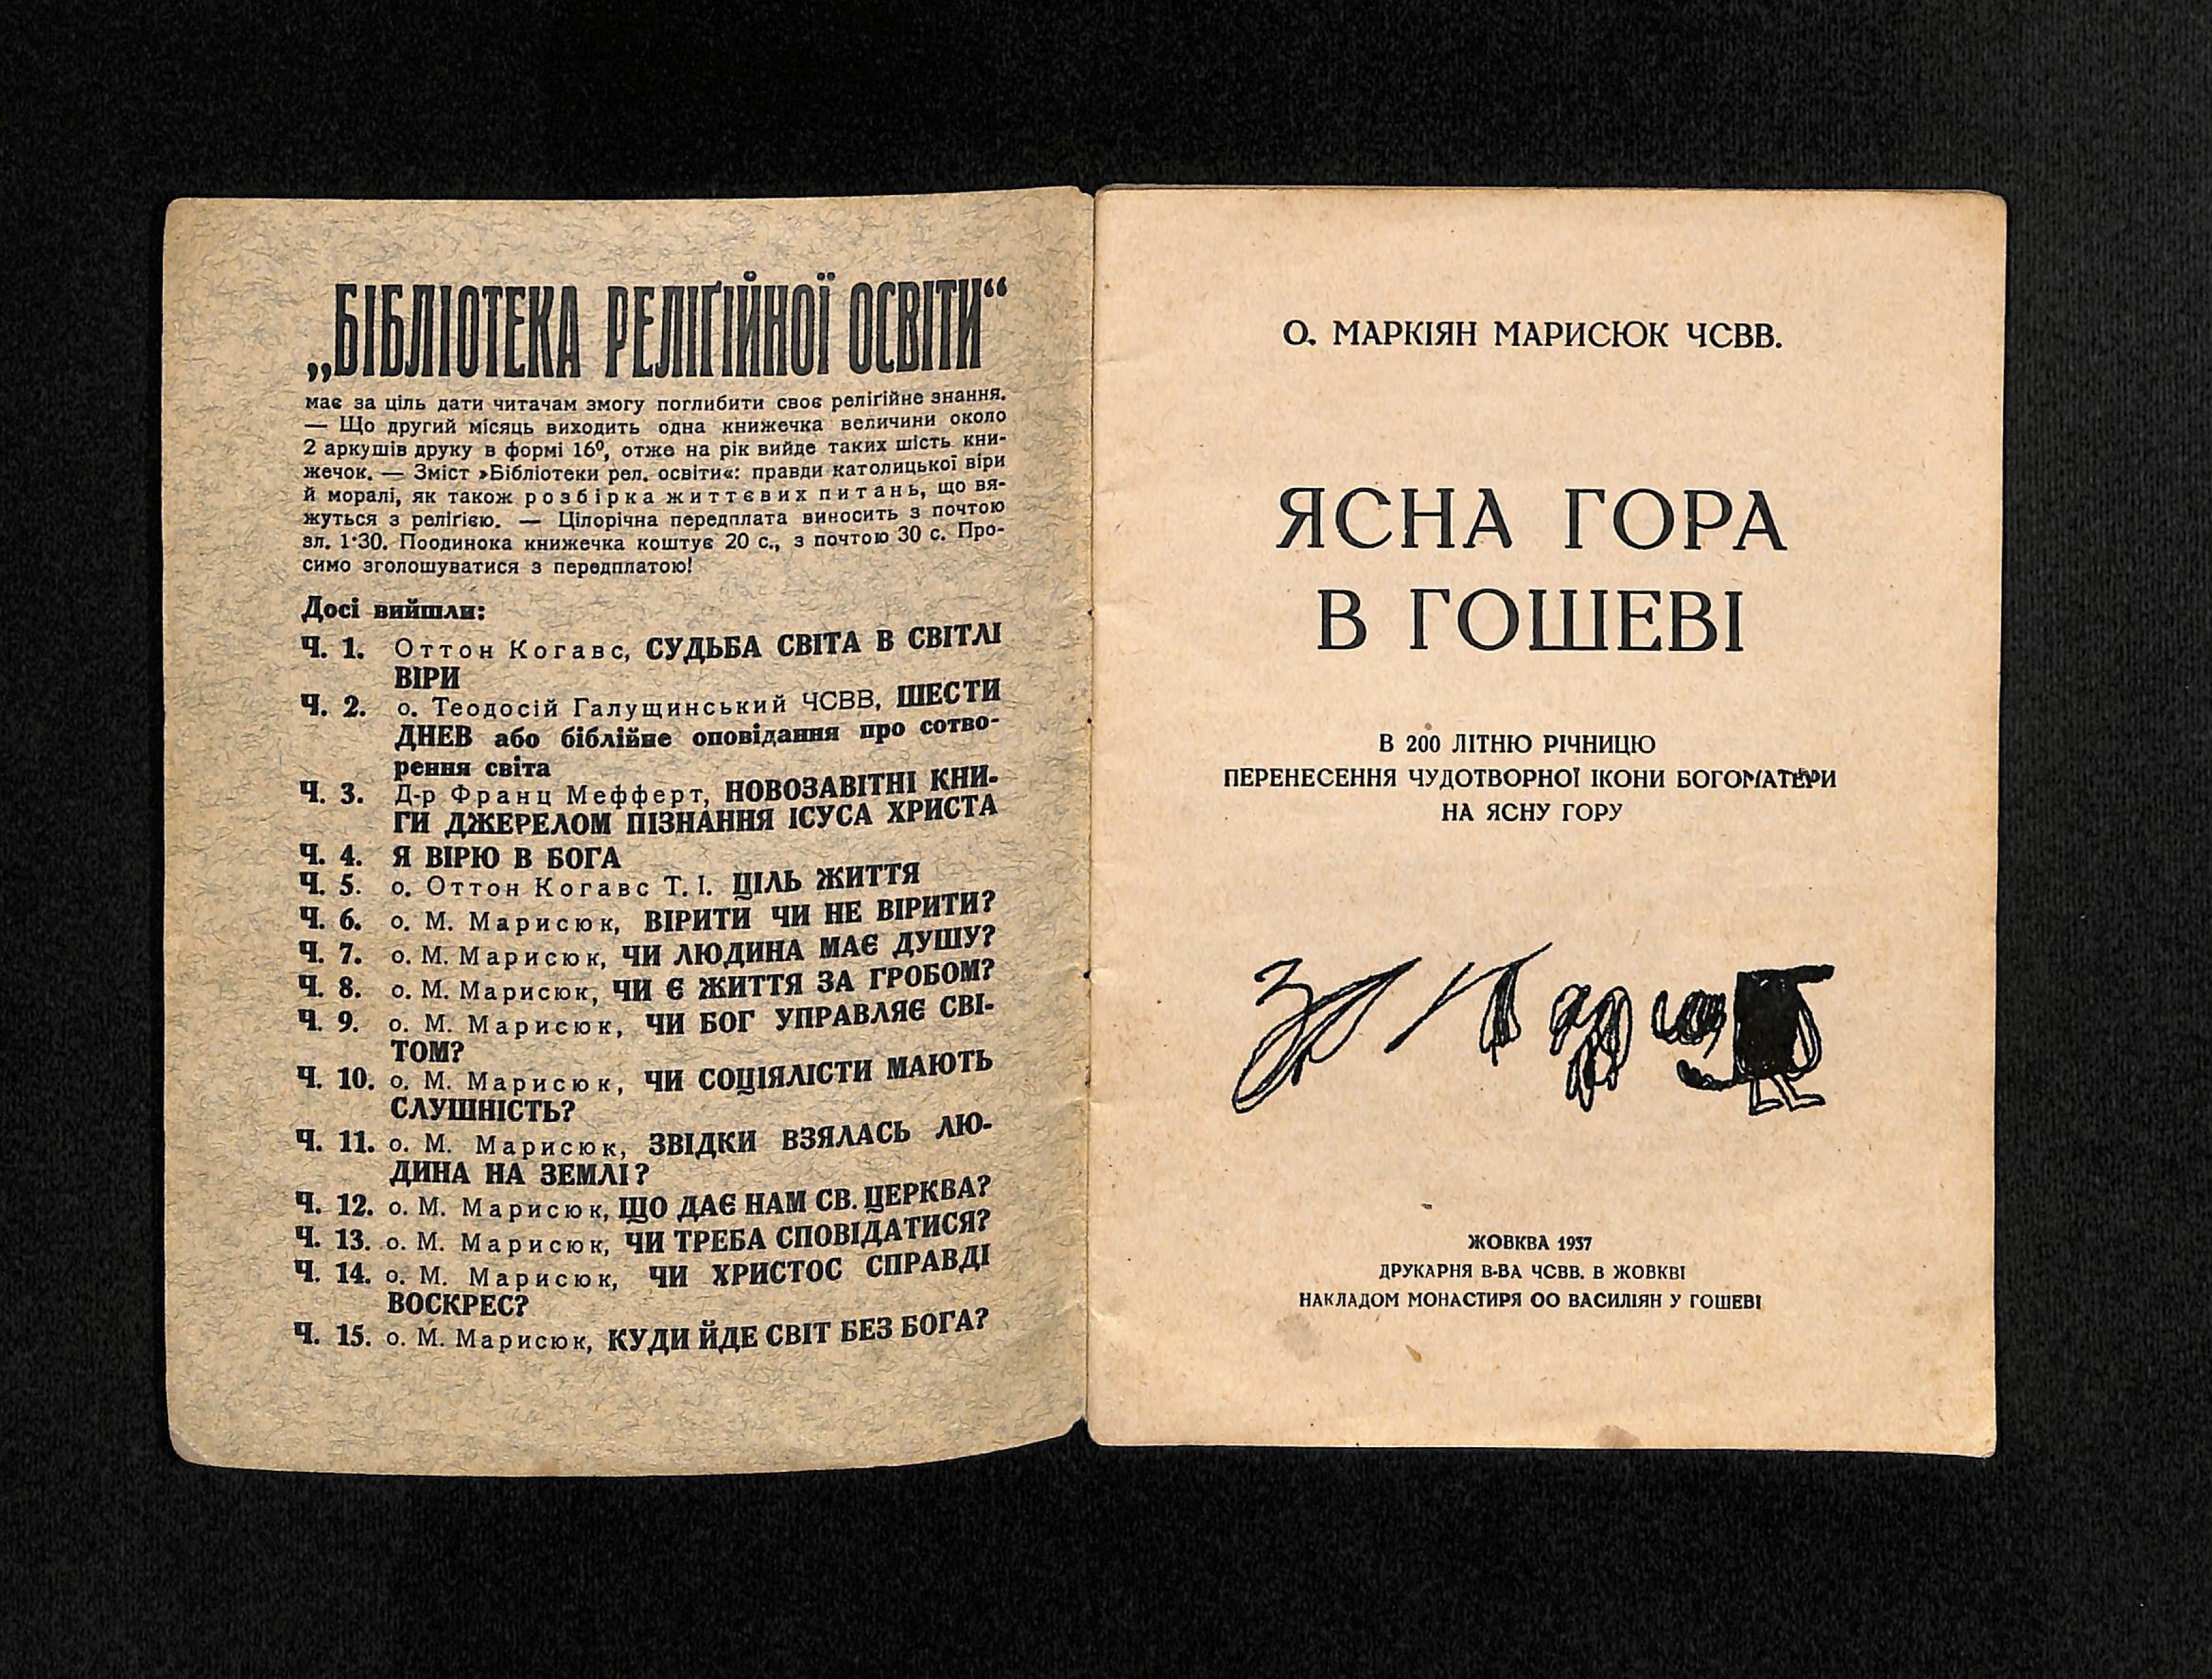 „БІБЛІОТЕКА РЕЛІҐІЙНОЇ ОСВІТИ“
має за ціль дати читачам змогу поглибити своє реліґійне знання.
— Що другий місяць виходить одна книжечка величини около
2 аркушів друку в формі 16⁰, отже на рік вийде таких шість кни-
жечок. — Зміст »Бібліотеки рел. освіти«: правди католицької віри
й моралі, як також розбірка життєвих питань, що вя-
жуться з реліґією. — Цілорічна передплата виносить з почтою
зл. 1·30. Поодинока книжечка коштує 20 с., з почтою 30 с. Про-
симо зголошуватися з передплатою!
Досі вийшли:
Ч. 1. Оттон Когавс, СУДЬБА СВІТА В СВІТЛІ
ВІРИ
Ч. 2. о. Теодосій Галущинський ЧСВВ, ШЕСТИ
ДНЕВ або біблійне оповідання про сотво-
рення світа
Ч. 3. Д-р Франц Мефферт, НОВОЗАВІТНІ КНИ-
ГИ ДЖЕРЕЛОМ ПІЗНАННЯ ІСУСА ХРИСТА
Ч. 4. Я ВІРЮ В БОГА
Ч. 5. о. Оттон Когавс Т. І. ЦІЛЬ ЖИТТЯ
Ч. 6. о. М. Марисюк, ВІРИТИ ЧИ НЕ ВІРИТИ?
Ч. 7. о. М. Марисюк, ЧИ ЛЮДИНА МАЄ ДУШУ?
Ч. 8. о. М. Марисюк, ЧИ Є ЖИТТЯ ЗА ГРОБОМ?
Ч. 9. о. М. Марисюк, ЧИ БОГ УПРАВЛЯЄ СВІ-
ТОМ?
Ч. 10. о. М. Марисюк, ЧИ СОЦІЯЛІСТИ МАЮТЬ
СЛУШНІСТЬ?
Ч. 11. о. М. Марисюк, ЗВІДКИ ВЗЯЛАСЬ ЛЮ-
ДИНА НА ЗЕМЛІ?
Ч. 12. о. М. Марисюк, ЩО ДАЄ НАМ СВ. ЦЕРКВА?
Ч. 13. о. М. Марисюк, ЧИ ТРЕБА СПОВІДАТИСЯ?
Ч. 14. о. М. Марисюк, ЧИ ХРИСТОС СПРАВДІ
ВОСКРЕС?
Ч. 15. о. М. Марисюк, КУДИ ЙДЕ СВІТ БЕЗ БОГА?
О. МАРКІЯН МАРИСЮК ЧСВВ.
ЯСНА ГОРА
В ГОШЕВІ
В 200 ЛІТНЮ РІЧНИЦЮ
ПЕРЕНЕСЕННЯ ЧУДОТВОРНОЇ ІКОНИ БОГОМАТЕРИ
НА ЯСНУ ГОРУ
ЖОВКВА 1937
ДРУКАРНЯ В-ВА ЧСВВ. В ЖОВКВІ
НАКЛАДОМ МОНАСТИРЯ ОО ВАСИЛІЯН У ГОШЕВІ